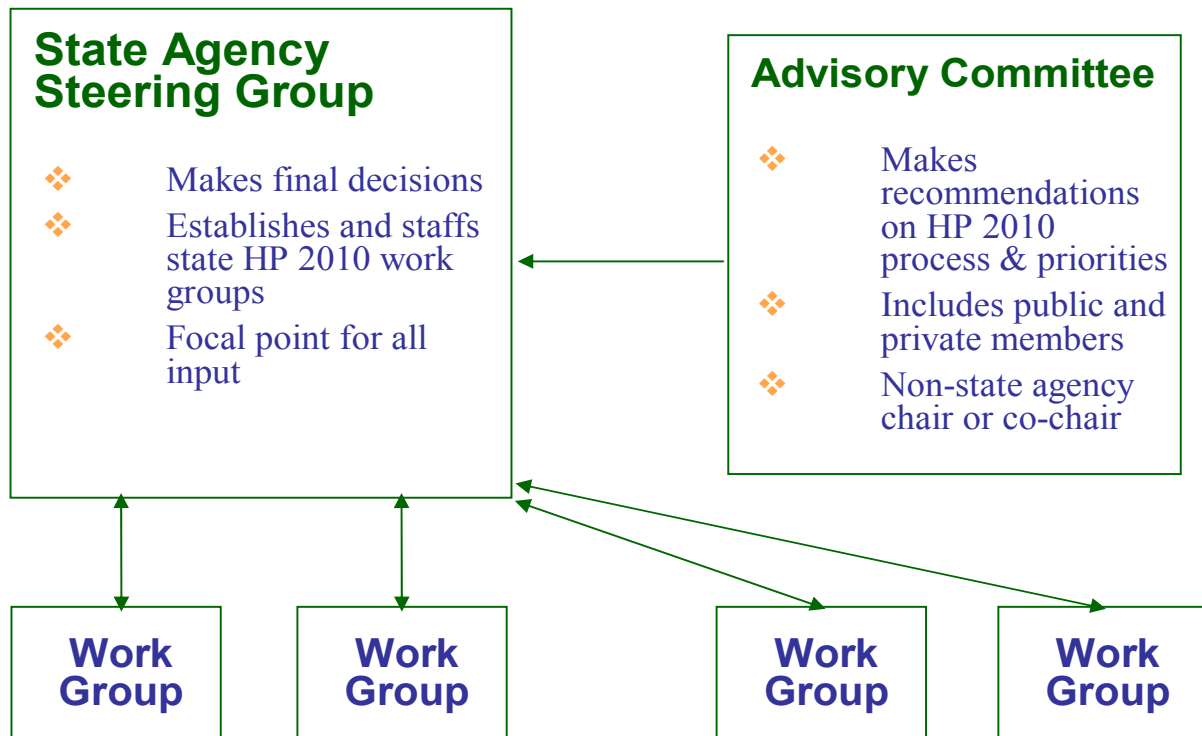 State Agency
Steering Group
❖ Makes final decisions
❖ Establishes and staffs
state HP 2010 work
groups
❖ Focal point for all
input
Advisory Committee
❖ Makes
recommendations
on HP 2010
process & priorities
❖ Includes public and
private members
❖ Non-state agency
chair or co-chair
Work
Group
Work
Group
Work
Group
Work
Group